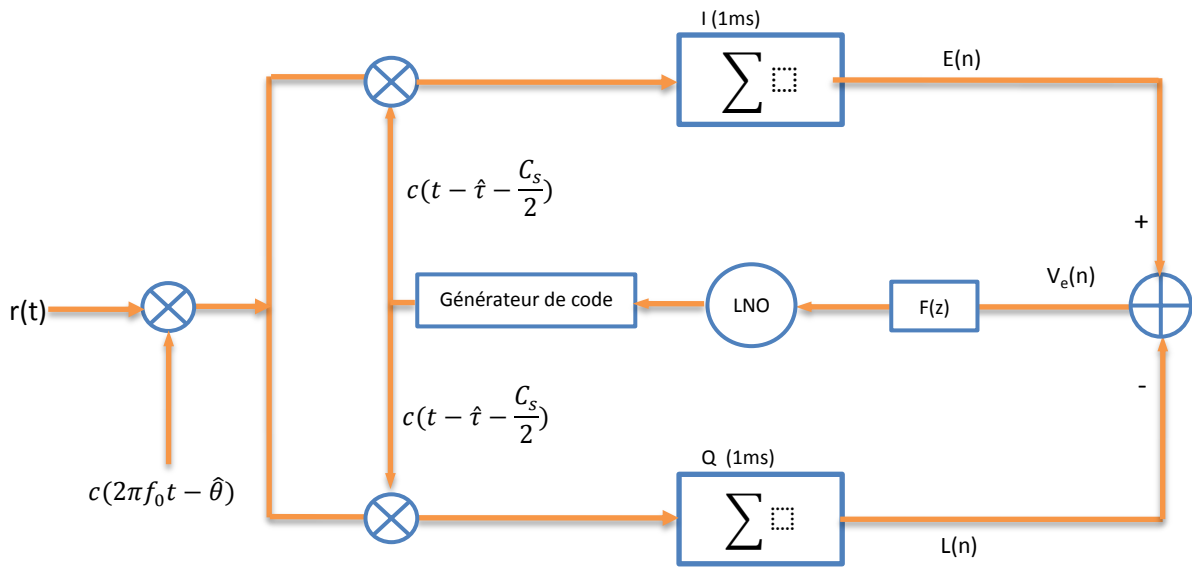 I (1ms)
∑
E(n)
c(t − τ̂ − C_s/2)
+
r(t)
Générateur de code
LNO
F(z)
V_e(n)
-
c(t − τ̂ − C_s/2)
c(2πf_0t − θ̂)
Q (1ms)
∑
L(n)